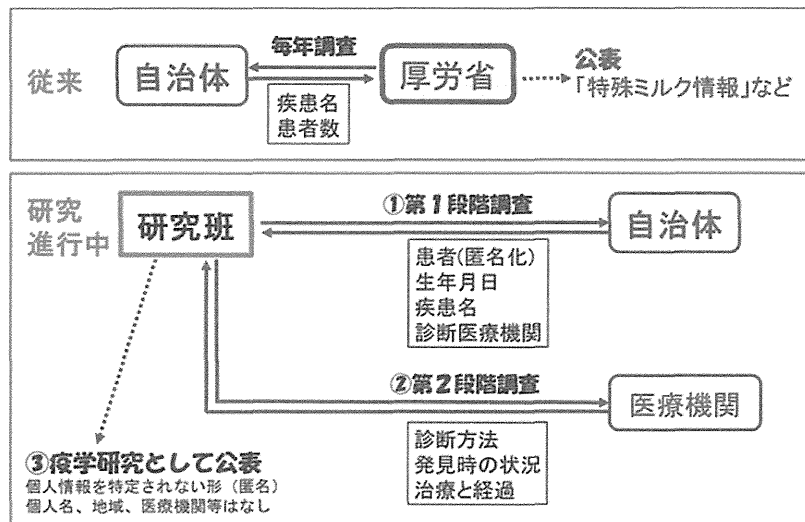 従来
自治体
毎年調査
疾患名
患者数
厚労省
公表
「特殊ミルク情報」など
研究
進行中
研究班
①第1段階調査
患者(匿名化)
生年月日
疾患名
診断医療機関
自治体
②第2段階調査
診断方法
発見時の状況
治療と経過
医療機関
③疫学研究として公表
個人情報を特定されない形（匿名）
個人名、地域、医療機関等はなし